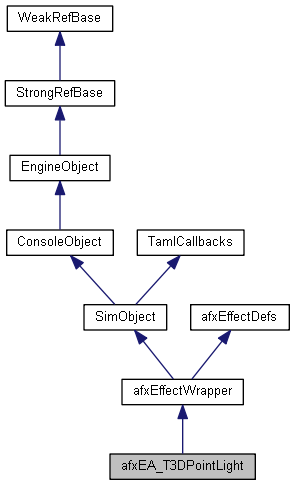 WeakRefBase
StrongRefBase
EngineObject
ConsoleObject
TamlCallbacks
SimObject
afxEffectDefs
afxEffectWrapper
afxEA_T3DPointLight